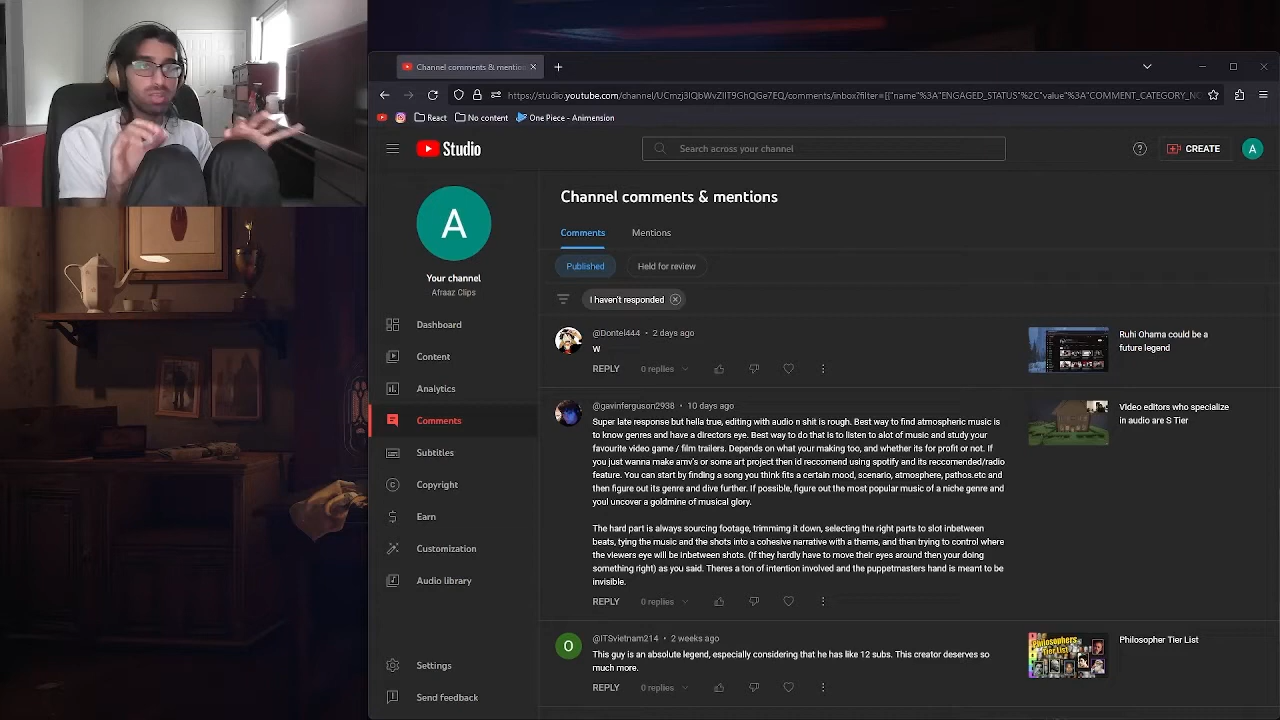 Channel comments & mentio
https://studio.youtube.com/channel/UCmzj3IQbWvZIIT9GhQGe7EQ/comments/inbox?filter=[{"name"%3A"ENGAGED_STATUS"%2C"value"%3A"COMMENT_CATEGORY_NO
React
No content
One Piece - Animension
Studio
Search across your channel
CREATE
A
A
Your channel
Afraaz Clips
Dashboard
Content
Analytics
Comments
Subtitles
Copyright
Earn
Customization
Audio library
Settings
Send feedback
Channel comments & mentions
Comments
Mentions
Published
Held for review
I haven't responded
@Dontel444 • 2 days ago
W
REPLY
0 replies
Ruhi Ohama could be a
future legend
@gavinferguson2938 • 10 days ago
Super late response but hella true, editing with audio n shit is rough. Best way to find atmospheric music is
to know genres and have a directors eye. Best way to do that is to listen to alot of music and study your
favourite video game / film trailers. Depends on what your making too, and whether its for profit or not. If
you just wanna make amv's or some art project then id reccomend using spotify and its reccomended/radio
feature. You can start by finding a song you think fits a certain mood, scenario, atmosphere, pathos.etc and
then figure out its genre and dive further. If possible, figure out the most popular music of a niche genre and
youl uncover a goldmine of musical glory.
The hard part is always sourcing footage, trimmimg it down, selecting the right parts to slot inbetween
beats, tying the music and the shots into a cohesive narrative with a theme, and then trying to control where
the viewers eye will be inbetween shots. (If they hardly have to move their eyes around then your doing
something right) as you said. Theres a ton of intention involved and the puppetmasters hand is meant to be
invisible.
REPLY
0 replies
Video editors who specialize
in audio are S Tier
O
@ITSvietnam214 • 2 weeks ago
This guy is an absolute legend, especially considering that he has like 12 subs. This creator deserves so
much more.
REPLY
0 replies
Philosophers
Tier List
Philosopher Tier List